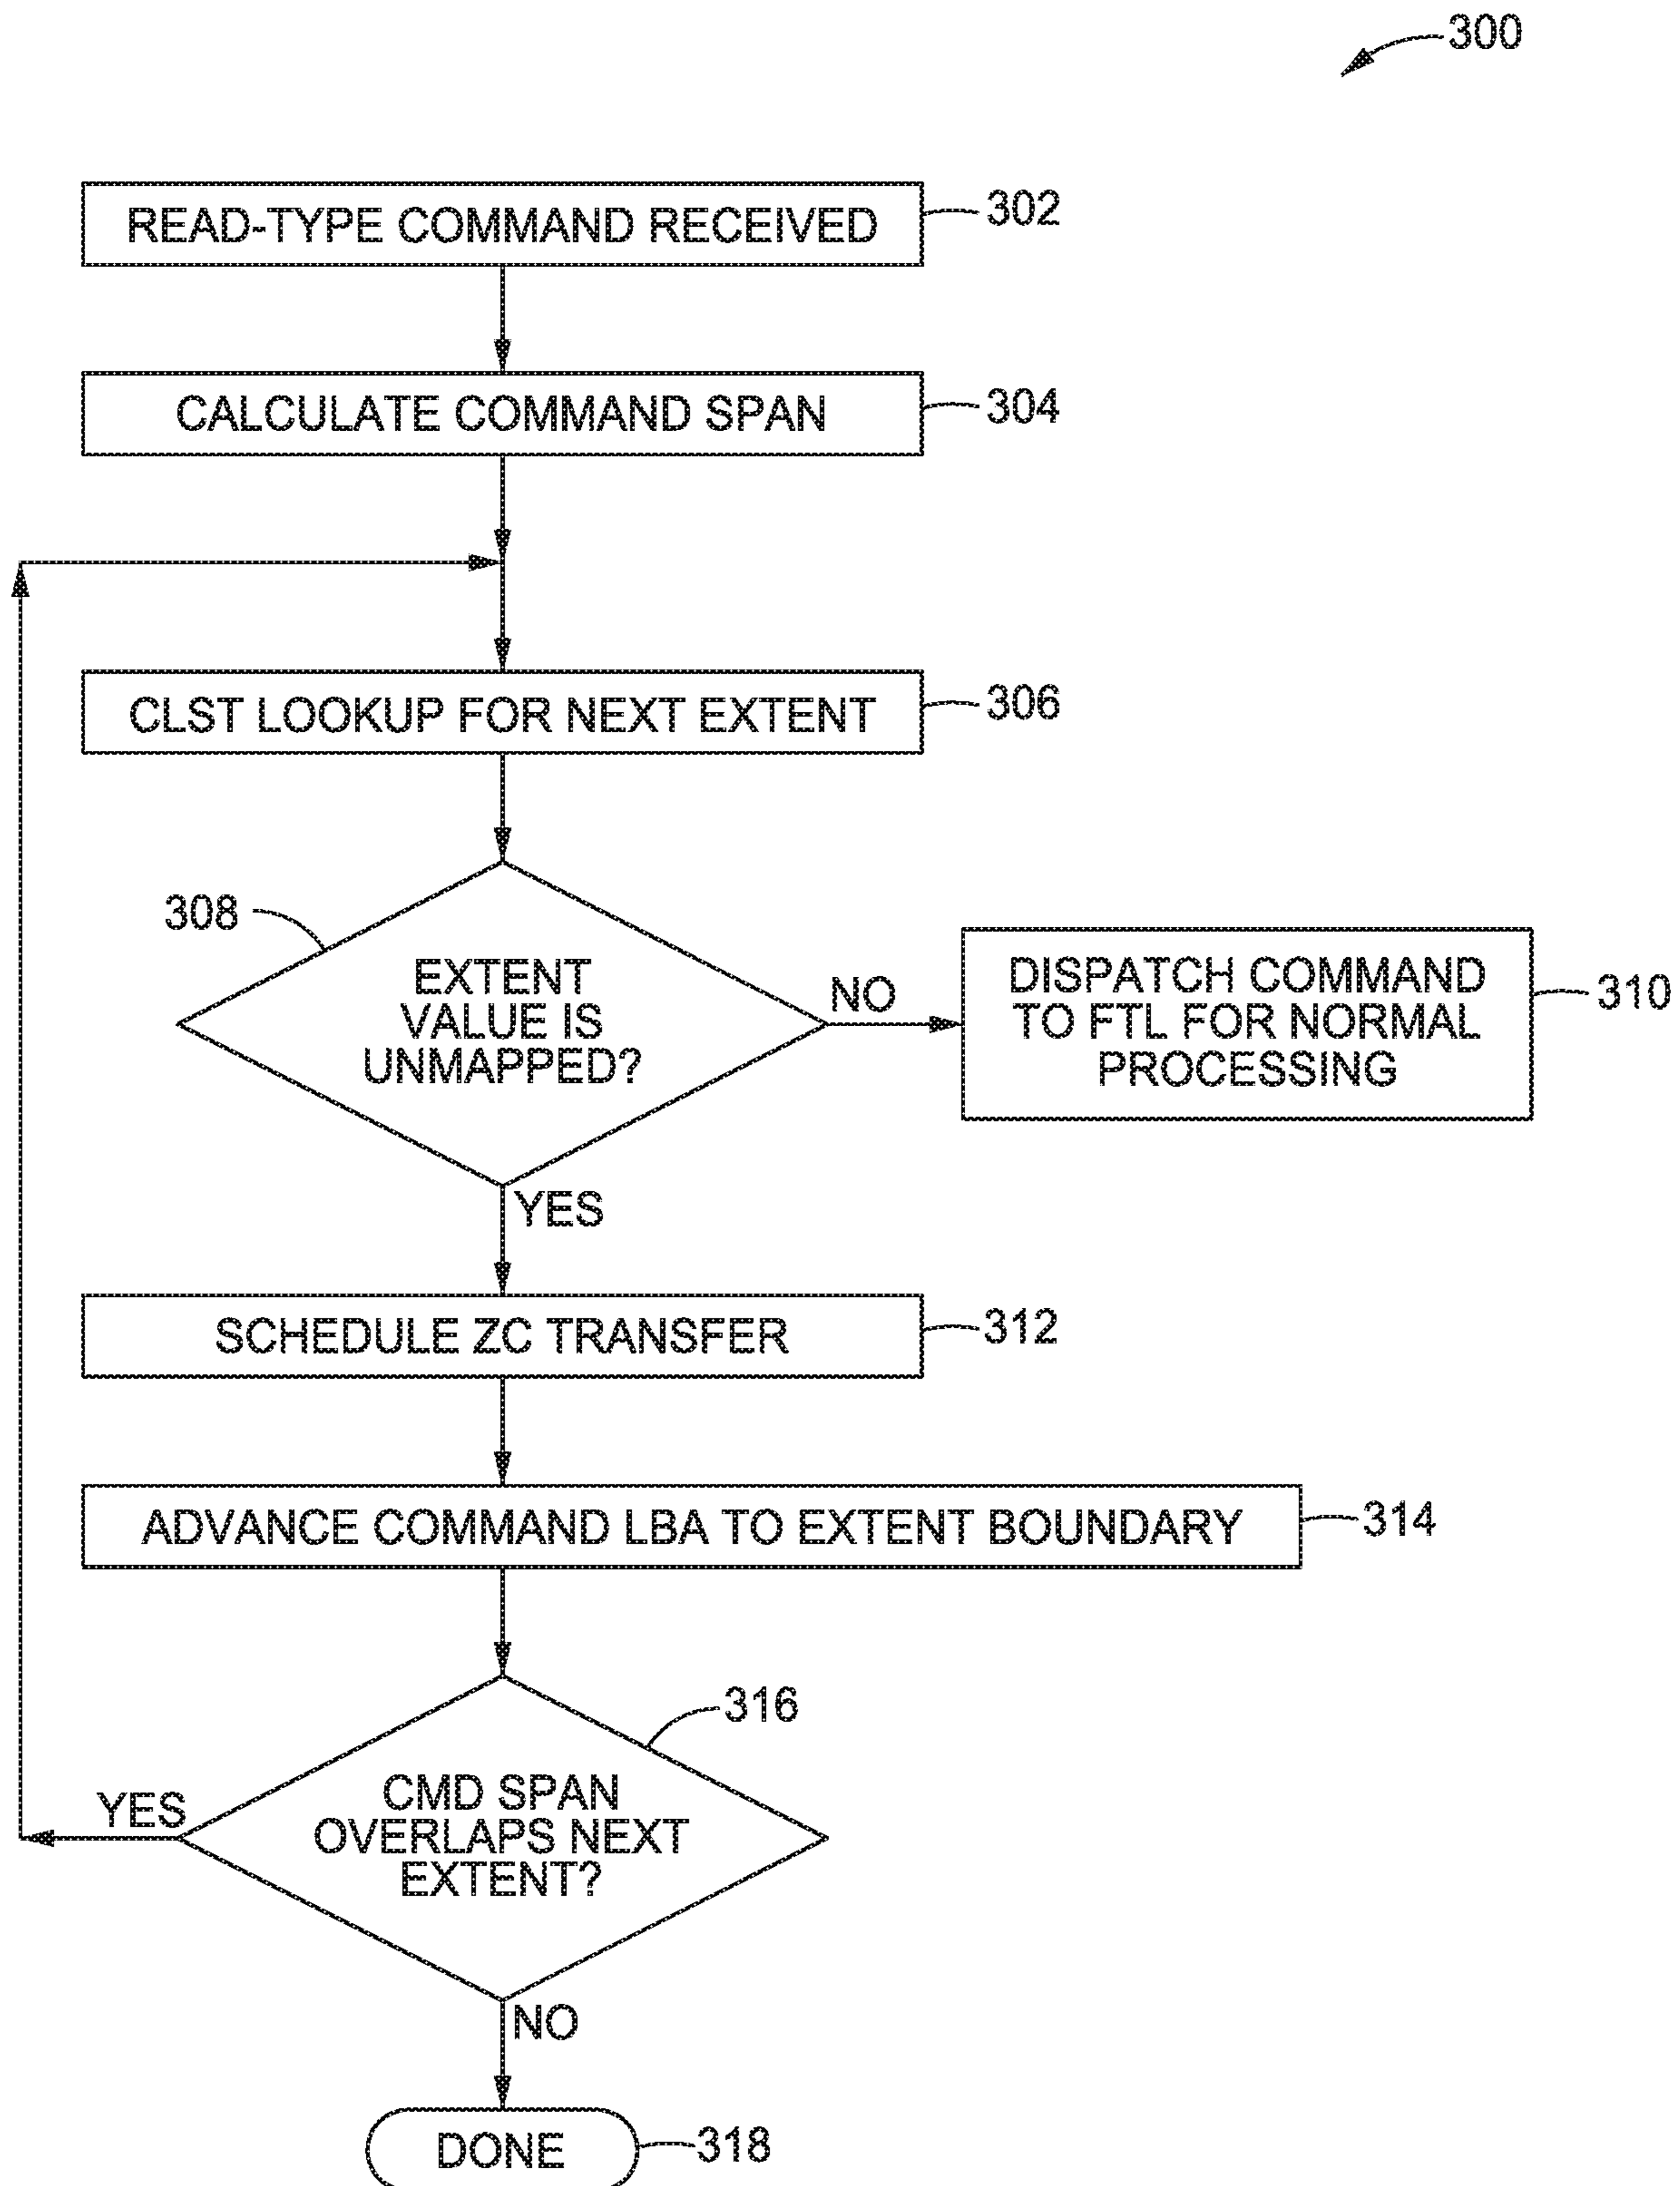 300
READ-TYPE COMMAND RECEIVED
302
CALCULATE COMMAND SPAN
304
CLST LOOKUP FOR NEXT EXTENT
306
308
EXTENT
VALUE IS
UNMAPPED?
NO
DISPATCH COMMAND
TO FTL FOR NORMAL
PROCESSING
310
YES
SCHEDULE ZC TRANSFER
312
ADVANCE COMMAND LBA TO EXTENT BOUNDARY
314
316
CMD SPAN
OVERLAPS NEXT
EXTENT?
YES
NO
DONE
318